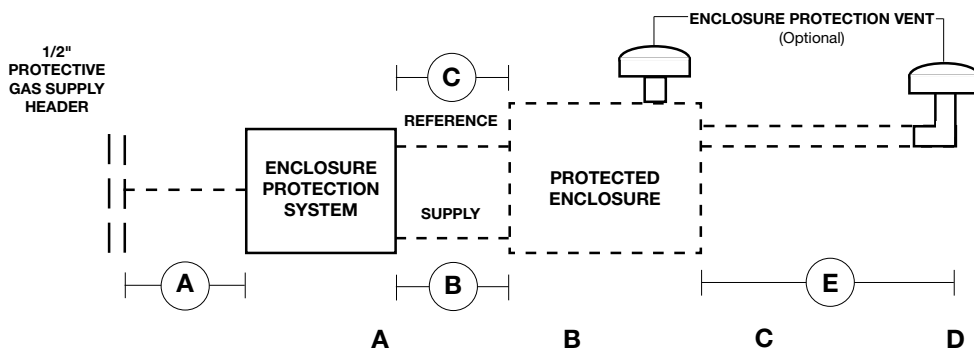 ENCLOSURE PROTECTION VENT
(Optional)
1/2"
PROTECTIVE
GAS SUPPLY
HEADER
C
REFERENCE
ENCLOSURE
PROTECTION
SYSTEM
PROTECTED
ENCLOSURE
SUPPLY
A
B
E
A B C D